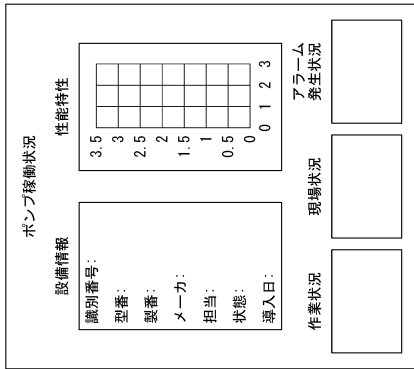 ポンプ稼働状況
設備情報
識別番号:
型番:
製番:
メーカ:
担当:
状態:
導入日:
性能特性
3.5
3
2.5
2
1.5
1
0.5
0
0 1 2 3
作業状況
現場状況
アラーム
発生状況